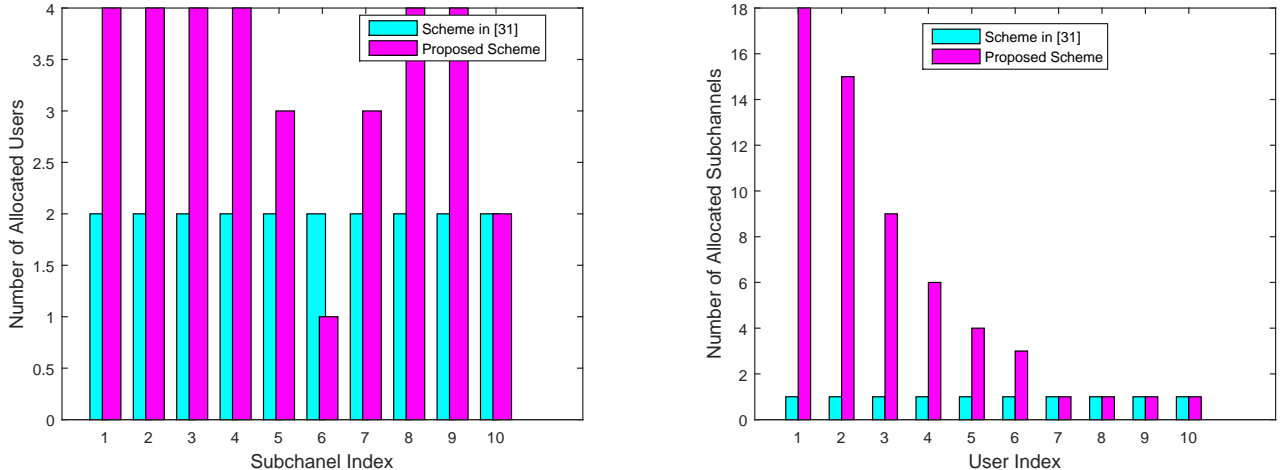 4
3.5
3
2.5
2
1.5
1
0.5
0
Number of Allocated Users
Scheme in [31]
Proposed Scheme
1 2 3 4 5 6 7 8 9 10
Subchanel Index
18
16
14
12
10
8
6
4
2
0
Number of Allocated Subchannels
Scheme in [31]
Proposed Scheme
1 2 3 4 5 6 7 8 9 10
User Index